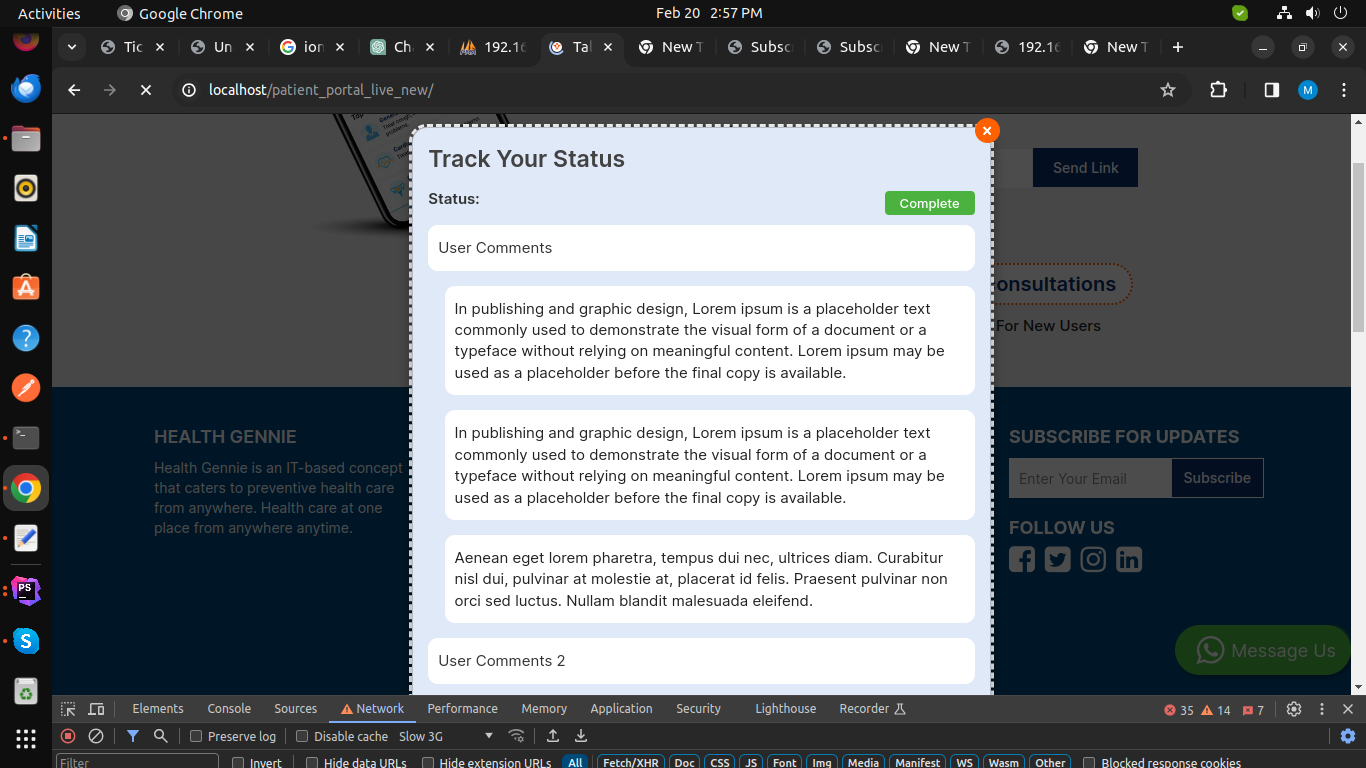 Activities
Google Chrome
Feb 20 2:57 PM
Tic
Un
ion
Ch
192.16
Tal
New T
Subsc
Subsc
New T
192.16
New T
localhost/patient_portal_live_new/
M
Track Your Status
Send Link
Status:
Complete
User Comments
onsultations
In publishing and graphic design, Lorem ipsum is a placeholder text
commonly used to demonstrate the visual form of a document or a
typeface without relying on meaningful content. Lorem ipsum may be
used as a placeholder before the final copy is available.
For New Users
In publishing and graphic design, Lorem ipsum is a placeholder text
commonly used to demonstrate the visual form of a document or a
typeface without relying on meaningful content. Lorem ipsum may be
used as a placeholder before the final copy is available.
HEALTH GENNIE
Health Gennie is an IT-based concept
that caters to preventive health care
from anywhere. Health care at one
place from anywhere anytime.
SUBSCRIBE FOR UPDATES
Enter Your Email
Subscribe
FOLLOW US
Aenean eget lorem pharetra, tempus dui nec, ultrices diam. Curabitur
nisl dui, pulvinar at molestie at, placerat id felis. Praesent pulvinar non
orci sed luctus. Nullam blandit malesuada eleifend.
User Comments 2
Message Us
Elements Console Sources Network Performance Memory Application Security Lighthouse Recorder 35 14 7
Preserve log Disable cache Slow 3G
Filter Invert Hide data URLs Hide extension URLs All Fetch/XHR Doc CSS JS Font Img Media Manifest WS Wasm Other Blocked response cookies